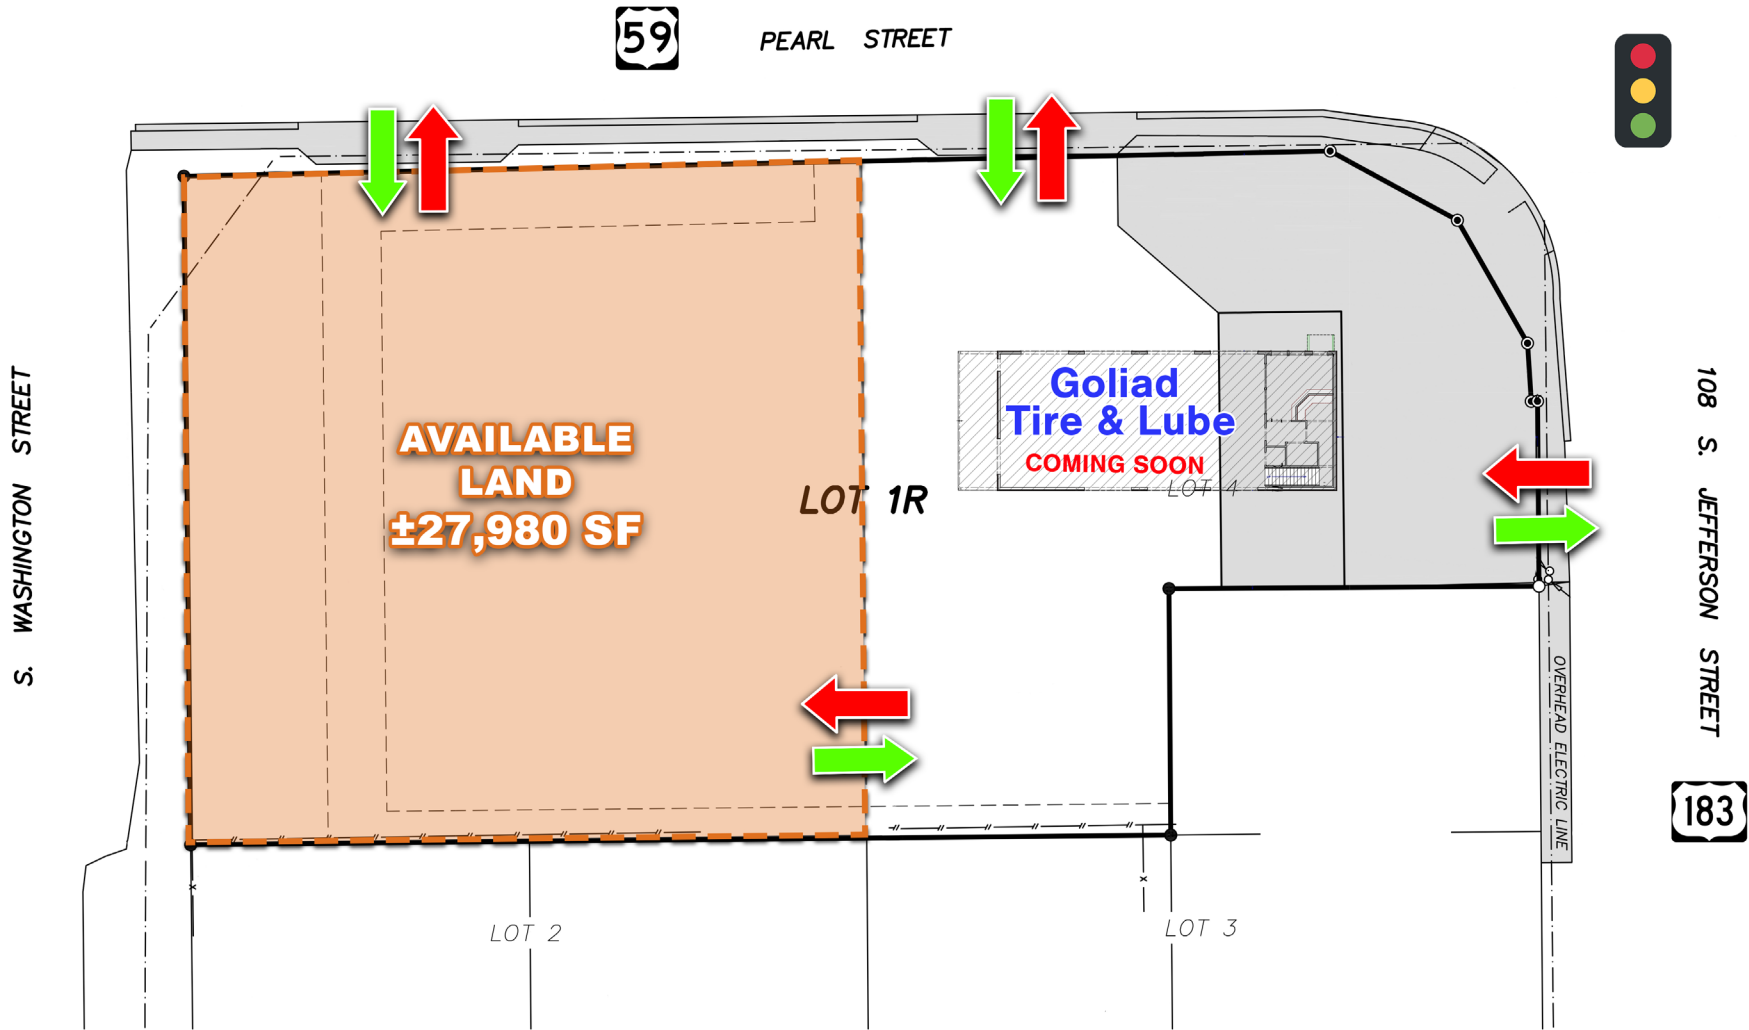 59
PEARL STREET
S. WASHINGTON STREET
AVAILABLE
LAND
±27,980 SF
LOT 1R
Goliad
Tire & Lube
COMING SOON
LOT 4
108 S. JEFFERSON STREET
OVERHEAD ELECTRIC LINE
183
LOT 2
LOT 3